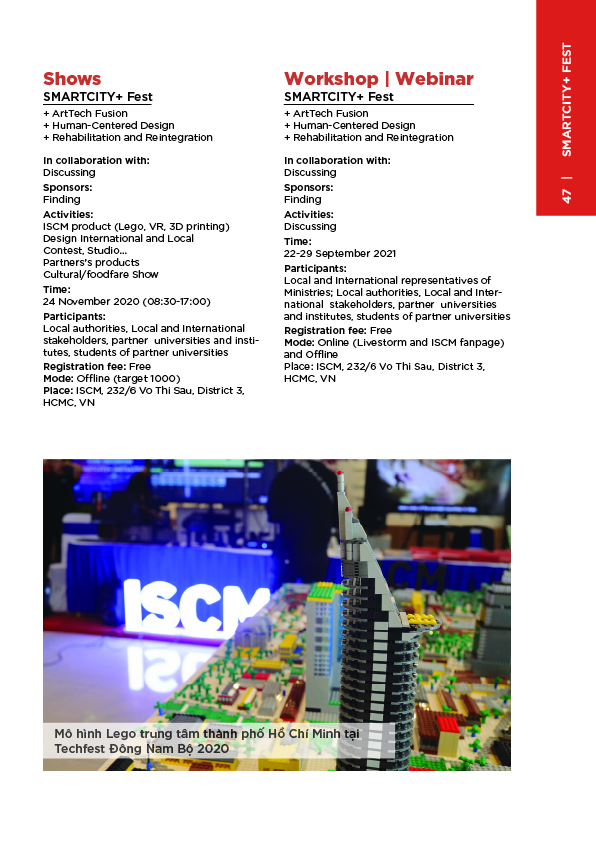 Shows
SMARTCITY+ Fest
+ ArtTech Fusion
+ Human-Centered Design
+ Rehabilitation and Reintegration
In collaboration with:
Discussing
Sponsors:
Finding
Activities:
ISCM product (Lego, VR, 3D printing)
Design International and Local
Contest, Studio...
Partners's products
Cultural/foodfare Show
Time:
24 November 2020 (08:30-17:00)
Participants:
Local authorities, Local and International
stakeholders, partner universities and insti-
tutes, students of partner universities
Registration fee: Free
Mode: Offline (target 1000)
Place: ISCM, 232/6 Vo Thi Sau, District 3,
HCMC, VN
Workshop | Webinar
SMARTCITY+ Fest
+ ArtTech Fusion
+ Human-Centered Design
+ Rehabilitation and Reintegration
In collaboration with:
Discussing
Sponsors:
Finding
Activities:
Discussing
Time:
22-29 September 2021
Participants:
Local and International representatives of
Ministries; Local authorities, Local and Inter-
national stakeholders, partner universities
and institutes, students of partner universities
Registration fee: Free
Mode: Online (Livestorm and ISCM fanpage)
and Offline
Place: ISCM, 232/6 Vo Thi Sau, District 3,
HCMC, VN
47 | SMARTCITY+ FEST
ISCM
Mô hình Lego trung tâm thành phố Hồ Chí Minh tại
Techfest Đông Nam Bộ 2020